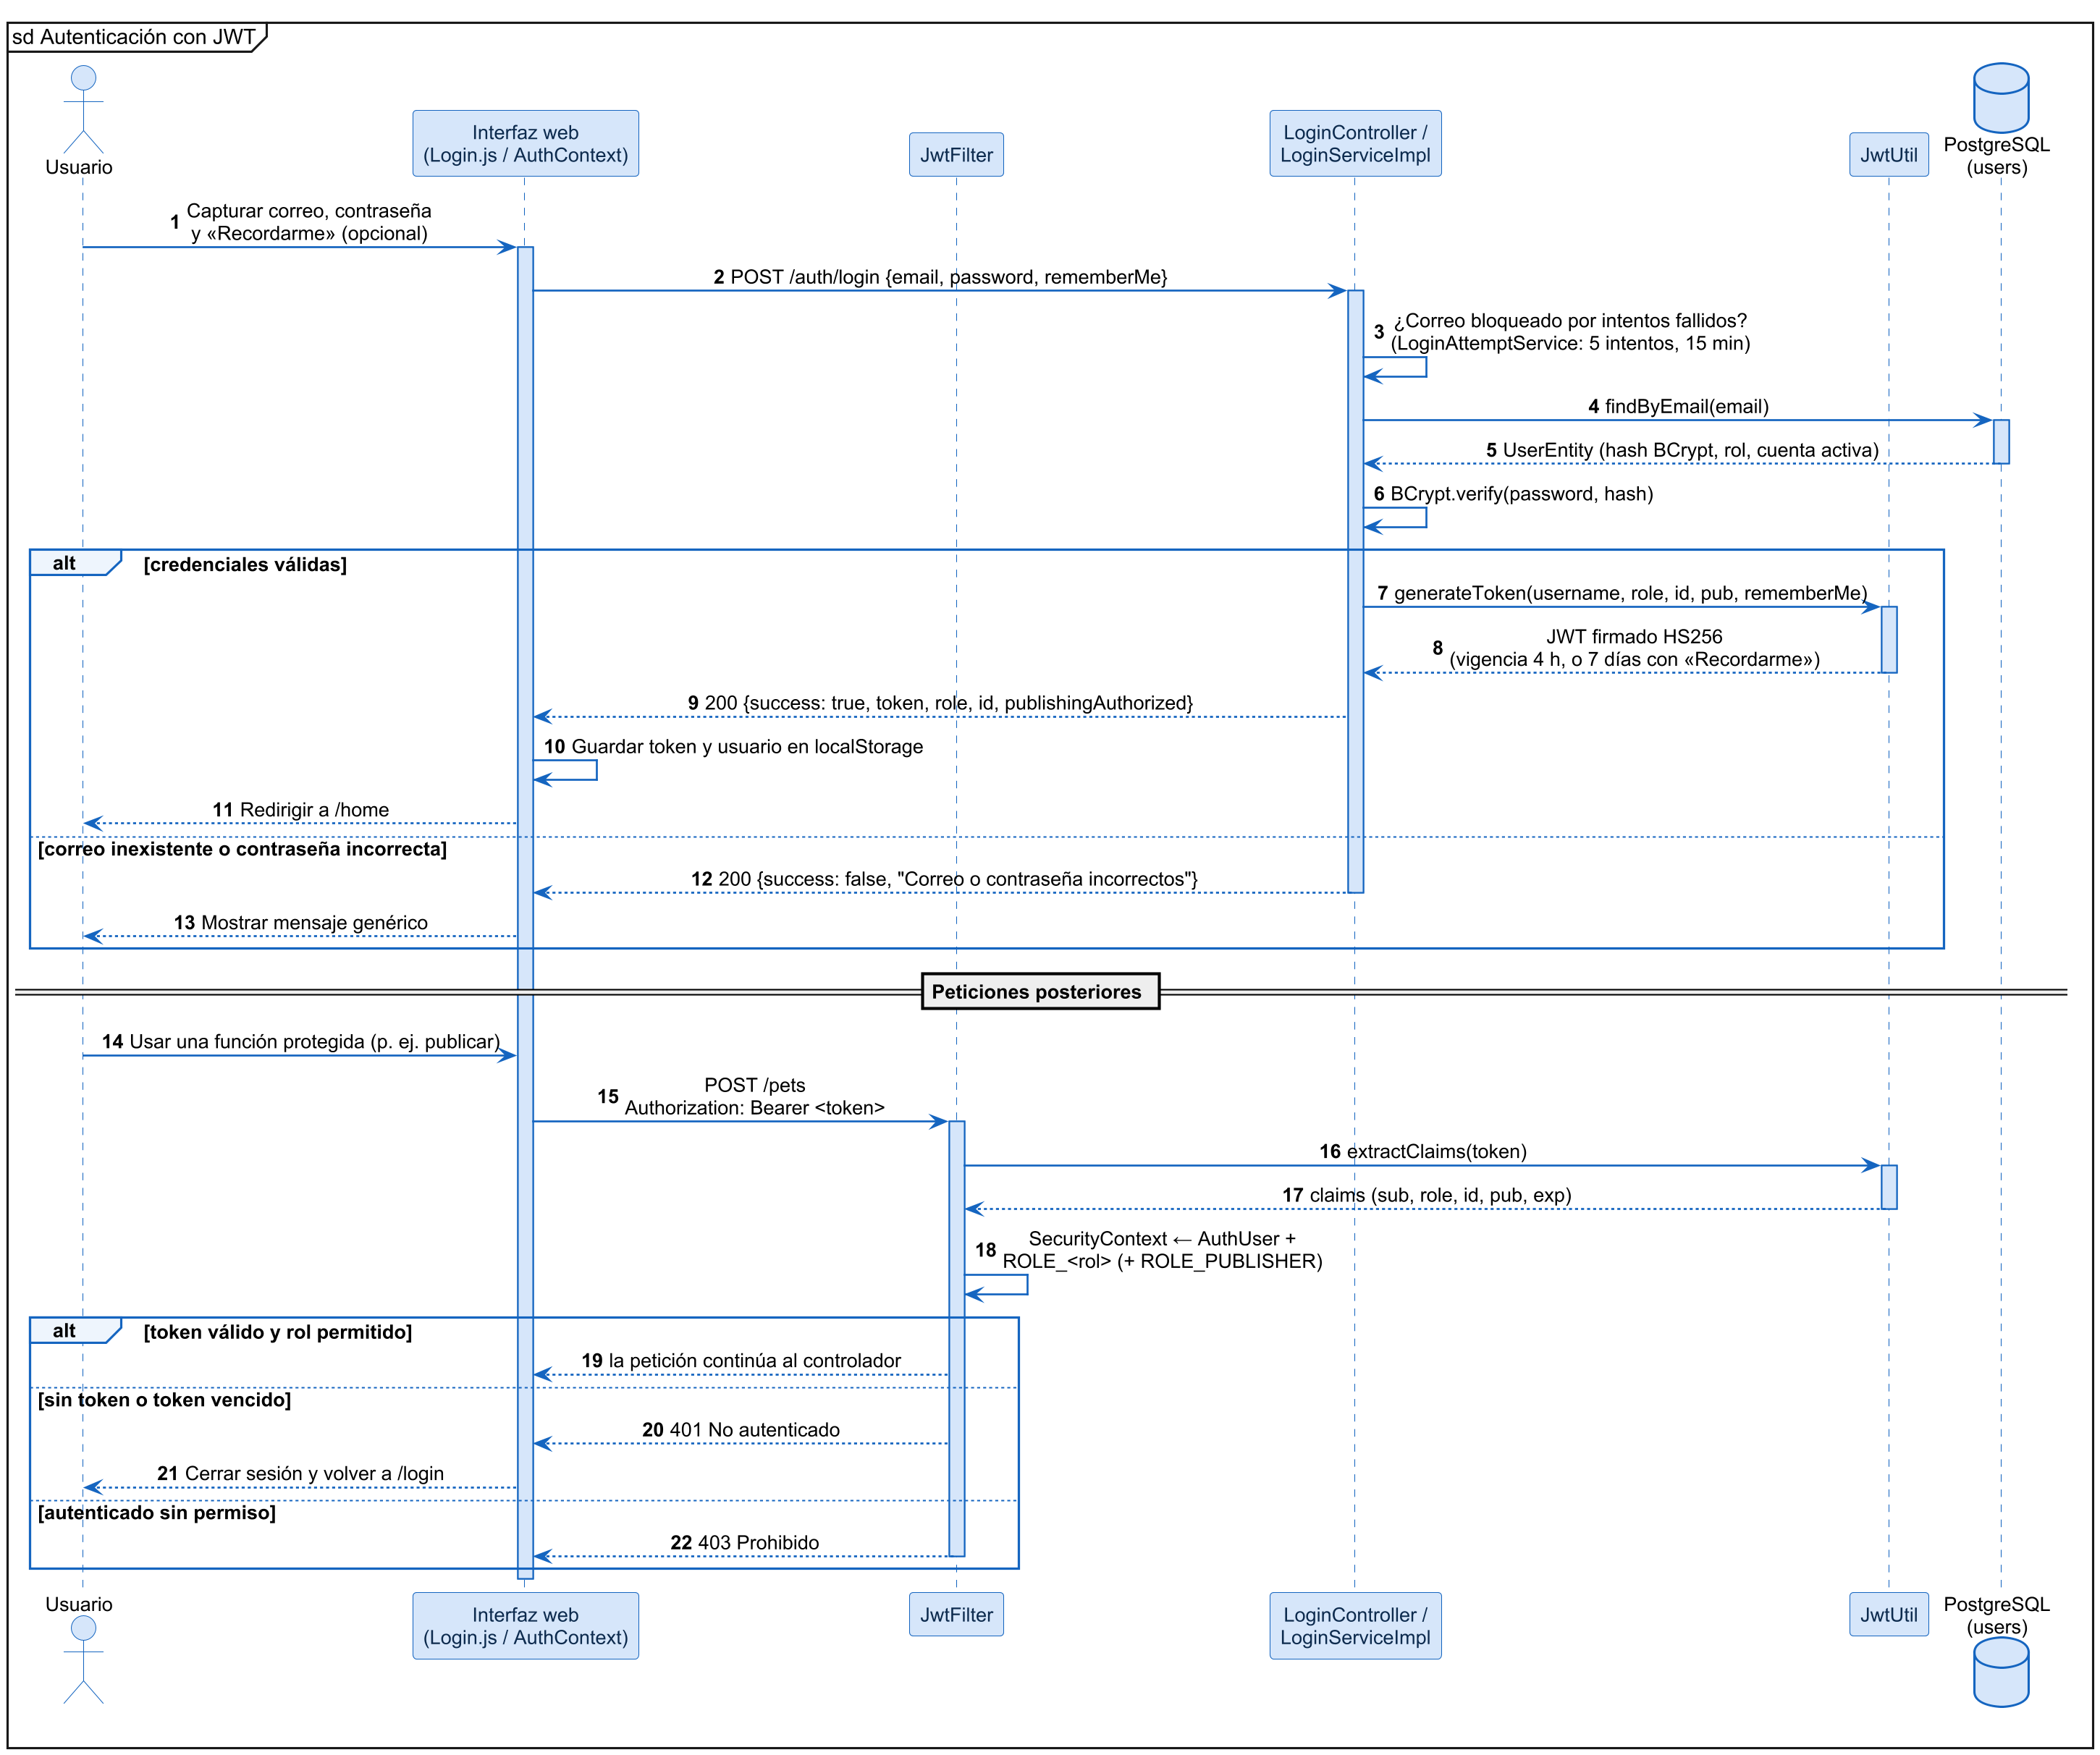 sd Autenticación con JWT
Usuario
Interfaz web
(Login.js / AuthContext)
JwtFilter
LoginController /
LoginServiceImpl
JwtUtil
PostgreSQL
(users)
1 Capturar correo, contraseña
y «Recordarme» (opcional)
2 POST /auth/login {email, password, rememberMe}
3 ¿Correo bloqueado por intentos fallidos?
(LoginAttemptService: 5 intentos, 15 min)
4 findByEmail(email)
5 UserEntity (hash BCrypt, rol, cuenta activa)
6 BCrypt.verify(password, hash)
alt [credenciales válidas]
7 generateToken(username, role, id, pub, rememberMe)
8 JWT firmado HS256
(vigencia 4 h, o 7 días con «Recordarme»)
9 200 {success: true, token, role, id, publishingAuthorized}
10 Guardar token y usuario en localStorage
11 Redirigir a /home
[correo inexistente o contraseña incorrecta]
12 200 {success: false, "Correo o contraseña incorrectos"}
13 Mostrar mensaje genérico
Peticiones posteriores
14 Usar una función protegida (p. ej. publicar)
15 POST /pets
Authorization: Bearer <token>
16 extractClaims(token)
17 claims (sub, role, id, pub, exp)
18 SecurityContext ← AuthUser +
ROLE_<rol> (+ ROLE_PUBLISHER)
alt [token válido y rol permitido]
19 la petición continúa al controlador
[sin token o token vencido]
20 401 No autenticado
21 Cerrar sesión y volver a /login
[autenticado sin permiso]
22 403 Prohibido
Usuario
Interfaz web
(Login.js / AuthContext)
JwtFilter
LoginController /
LoginServiceImpl
JwtUtil
PostgreSQL
(users)